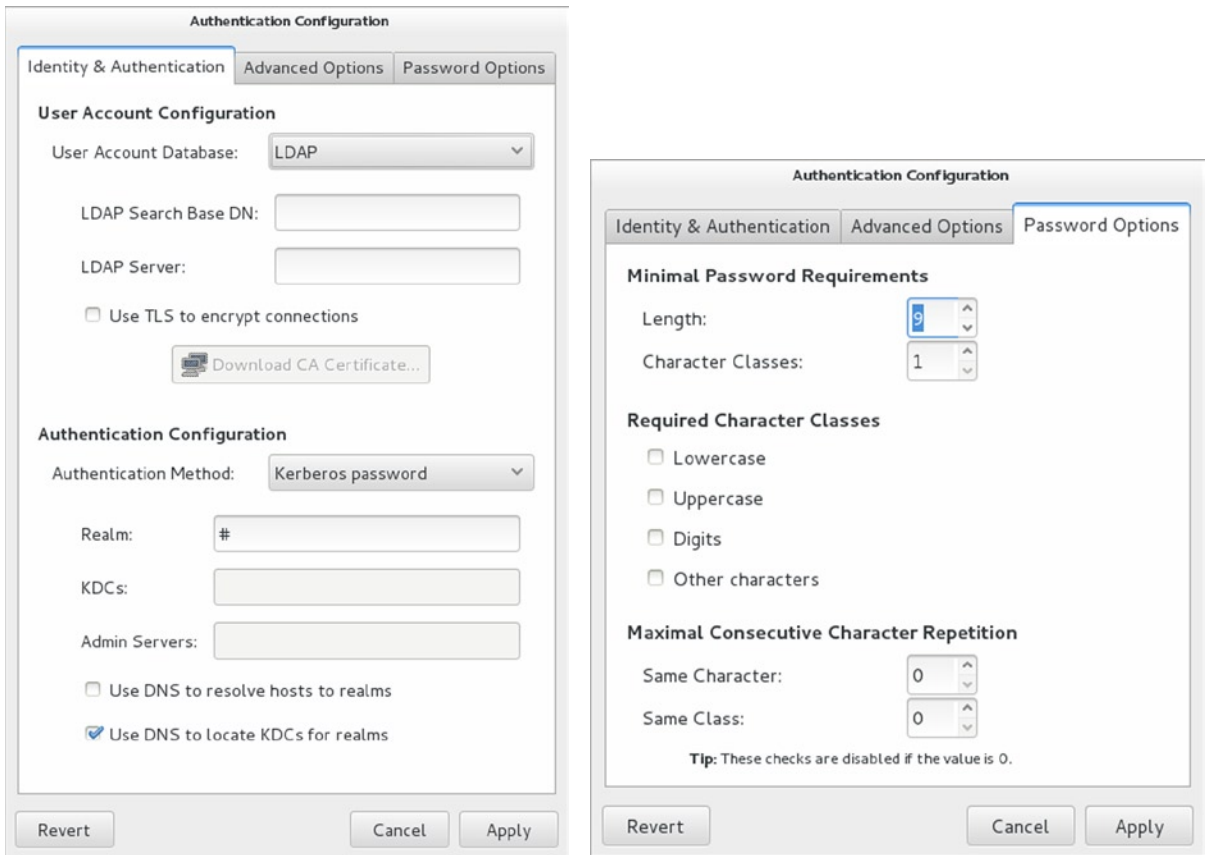 Authentication Configuration
Identity & Authentication Advanced Options Password Options
User Account Configuration
User Account Database: LDAP
LDAP Search Base DN:
LDAP Server:
Use TLS to encrypt connections
Download CA Certificate...
Authentication Configuration
Authentication Method: Kerberos password
Realm: #
KDCs:
Admin Servers:
Use DNS to resolve hosts to realms
Use DNS to locate KDCs for realms
Revert Cancel Apply
Authentication Configuration
Identity & Authentication Advanced Options Password Options
Minimal Password Requirements
Length: 9
Character Classes: 1
Required Character Classes
Lowercase
Uppercase
Digits
Other characters
Maximal Consecutive Character Repetition
Same Character: 0
Same Class: 0
Tip: These checks are disabled if the value is 0.
Revert Cancel Apply